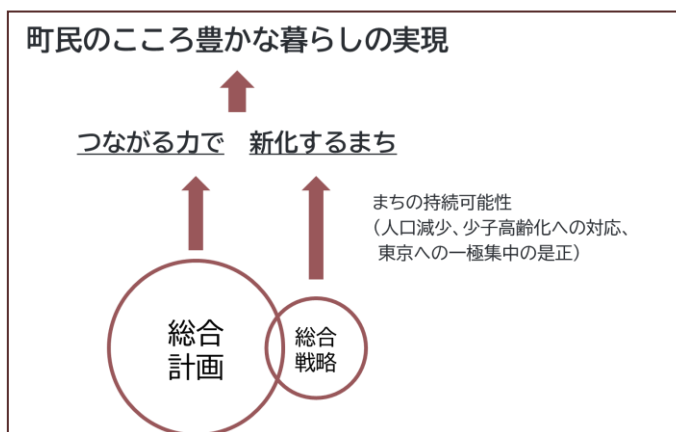 町民のこころ豊かな暮らしの実現
つながる力で 新化するまち
まちの持続可能性
（人口減少、少子高齢化への対応、
東京への一極集中の是正）
総合
計画
総合
戦略